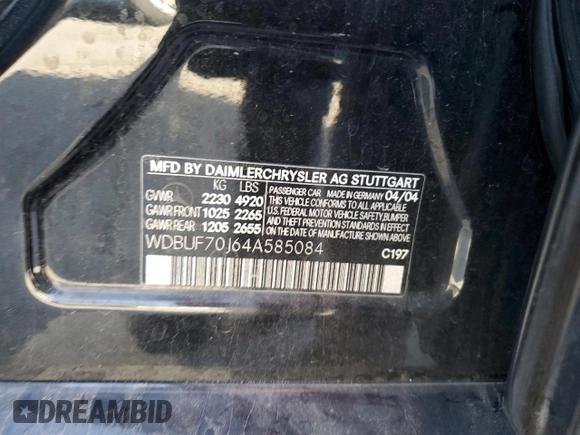 MFD BY DAIMLERCHRYSLER AG STUTTGART
KG LBS PASSENGER CAR MADE IN GERMANY 04/04
GVWR 2230 4920 THIS VEHICLE CONFORMS TO ALL APPLICABLE
GAWR FRONT 1025 2265 U.S. FEDERAL MOTOR VEHICLE SAFETY, BUMPER
GAWR REAR 1205 2655 AND THEFT PREVENTION STANDARDS IN EFFECT
ON THE DATE OF MANUFACTURE SHOWN ABOVE
WDBUF70J64A585084
C197
DREAMBID